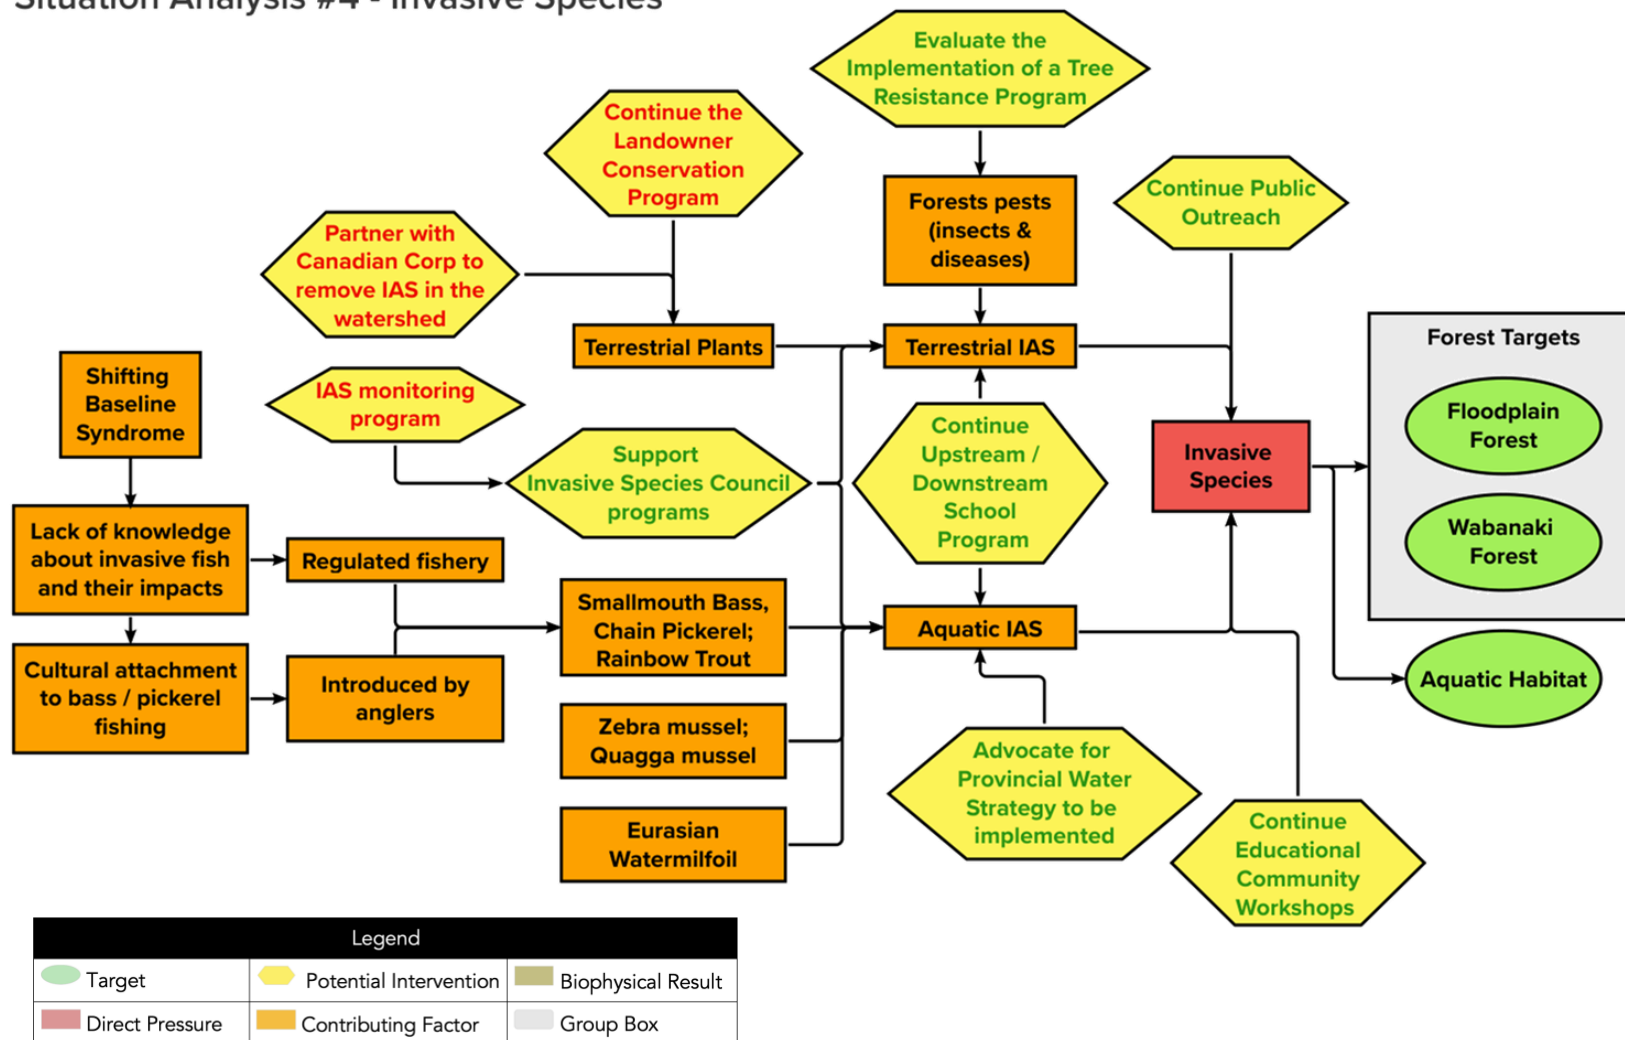 Situation Analysis #4 - Invasive Species
Evaluate the
Implementation of a Tree
Resistance Program
Continue the
Landowner
Conservation
Program
Forests pests
(insects &
diseases)
Continue Public
Outreach
Partner with
Canadian Corp to
remove IAS in the
watershed
Terrestrial Plants
Terrestrial IAS
Forest Targets
Floodplain
Forest
Wabanaki
Forest
Shifting
Baseline
Syndrome
IAS monitoring
program
Support
Invasive Species Council
programs
Continue
Upstream /
Downstream
School
Program
Invasive
Species
Lack of knowledge
about invasive fish
and their impacts
Regulated fishery
Smallmouth Bass,
Chain Pickerel;
Rainbow Trout
Aquatic IAS
Aquatic Habitat
Cultural attachment
to bass / pickerel
fishing
Introduced by
anglers
Zebra mussel;
Quagga mussel
Eurasian
Watermilfoil
Advocate for
Provincial Water
Strategy to be
implemented
Continue
Educational
Community
Workshops
Legend
Target
Potential Intervention
Biophysical Result
Direct Pressure
Contributing Factor
Group Box